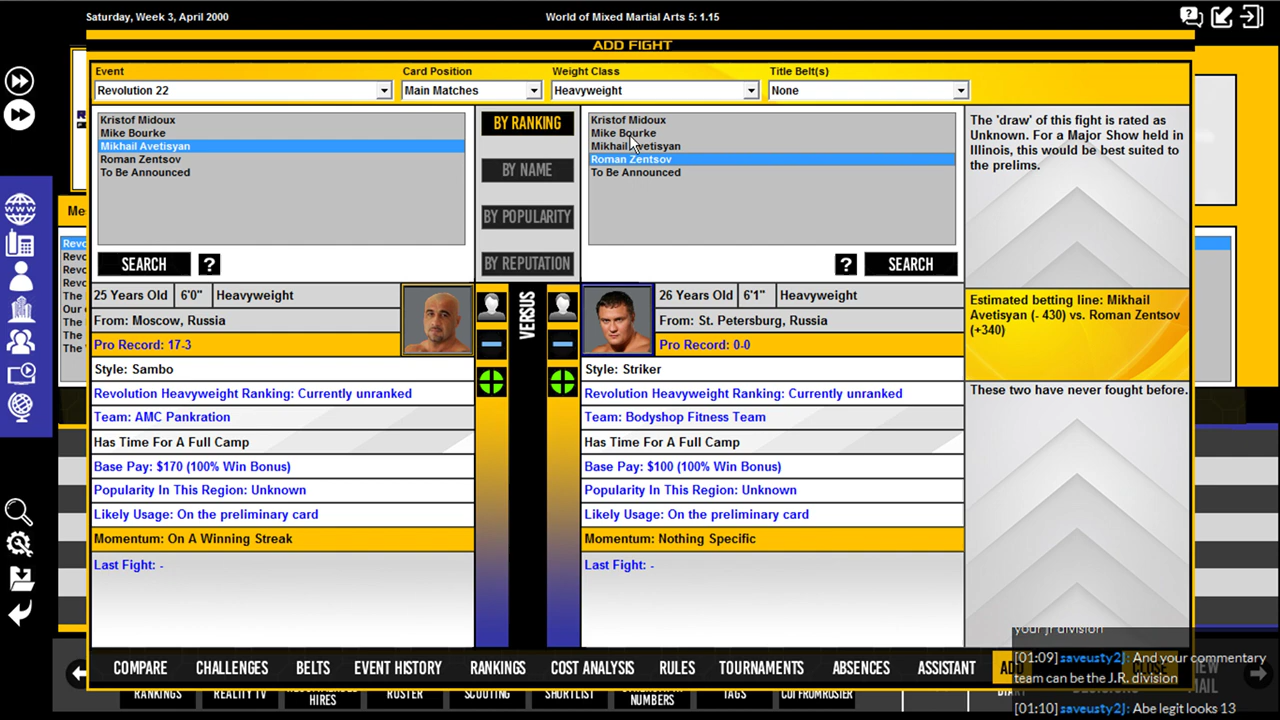 Saturday, Week 3, April 2000
World of Mixed Martial Arts 5: 1.15
ADD FIGHT
Event
Card Position
Weight Class
Title Belt(s)
Revolution 22
Main Matches
Heavyweight
None
Kristof Midoux
Mike Bourke
Mikhail Avetisyan
Roman Zentsov
To Be Announced
SEARCH
?
BY RANKING
BY NAME
BY POPULARITY
BY REPUTATION
Kristof Midoux
Mike Bourke
Mikhail Avetisyan
Roman Zentsov
To Be Announced
?
SEARCH
The 'draw' of this fight is rated as
Unknown. For a Major Show held in
Illinois, this would be best suited to
the prelims.
Estimated betting line: Mikhail
Avetisyan (- 430) vs. Roman Zentsov
(+340)
These two have never fought before.
25 Years Old
6'0"
Heavyweight
From: Moscow, Russia
Pro Record: 17-3
Style: Sambo
Revolution Heavyweight Ranking: Currently unranked
Team: AMC Pankration
Has Time For A Full Camp
Base Pay: $170 (100% Win Bonus)
Popularity In This Region: Unknown
Likely Usage: On the preliminary card
Momentum: On A Winning Streak
Last Fight: -
VERSUS
26 Years Old
6'1"
Heavyweight
From: St. Petersburg, Russia
Pro Record: 0-0
Style: Striker
Revolution Heavyweight Ranking: Currently unranked
Team: Bodyshop Fitness Team
Has Time For A Full Camp
Base Pay: $100 (100% Win Bonus)
Popularity In This Region: Unknown
Likely Usage: On the preliminary card
Momentum: Nothing Specific
Last Fight: -
COMPARE
CHALLENGES
BELTS
EVENT HISTORY
RANKINGS
COST ANALYSIS
RULES
TOURNAMENTS
ABSENCES
ASSISTANT
CLOSE
your jr division
[01:09] saveusty2J: And your commentary
team can be the J.R. division
[01:10] saveusty2J: Abe legit looks 13
RANKINGS
REALITY TV
HIRES
ROSTER
SCOUTING
SHORTLIST
NUMBERS
TAGS
MAIL